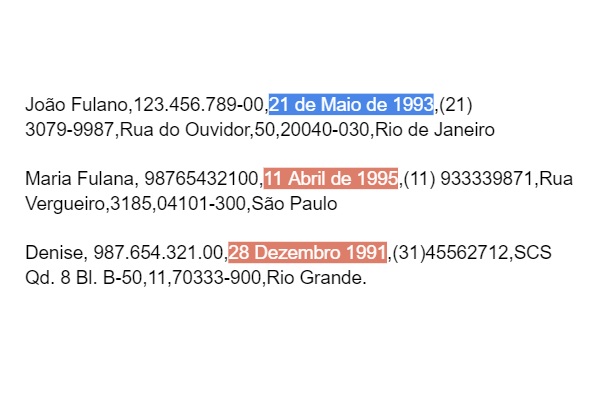 João Fulano,123.456.789-00,21 de Maio de 1993,(21)
3079-9987,Rua do Ouvidor,50,20040-030,Rio de Janeiro
Maria Fulana, 98765432100,11 Abril de 1995,(11) 933339871,Rua
Vergueiro,3185,04101-300,São Paulo
Denise, 987.654.321.00,28 Dezembro 1991,(31)45562712,SCS
Qd. 8 Bl. B-50,11,70333-900,Rio Grande.